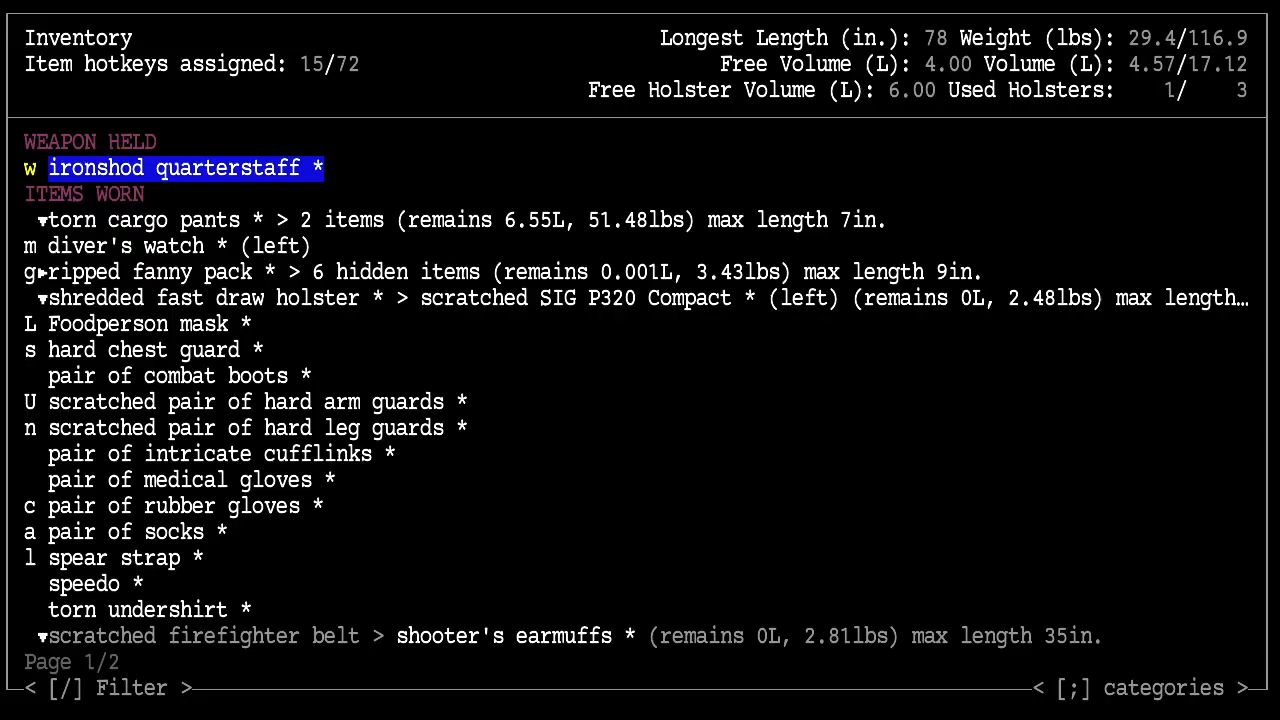 Inventory Longest Length (in.): 78 Weight (lbs): 29.4/116.9
Item hotkeys assigned: 15/72 Free Volume (L): 4.00 Volume (L): 4.57/17.12
Free Holster Volume (L): 6.00 Used Holsters: 1/ 3
WEAPON HELD
w ironshod quarterstaff *
ITEMS WORN
▾torn cargo pants * > 2 items (remains 6.55L, 51.48lbs) max length 7in.
m diver's watch * (left)
g▸ripped fanny pack * > 6 hidden items (remains 0.001L, 3.43lbs) max length 9in.
▾shredded fast draw holster * > scratched SIG P320 Compact * (left) (remains 0L, 2.48lbs) max length…
L Foodperson mask *
s hard chest guard *
pair of combat boots *
U scratched pair of hard arm guards *
n scratched pair of hard leg guards *
pair of intricate cufflinks *
pair of medical gloves *
c pair of rubber gloves *
a pair of socks *
l spear strap *
speedo *
torn undershirt *
▾scratched firefighter belt > shooter's earmuffs * (remains 0L, 2.81lbs) max length 35in.
Page 1/2
< [/] Filter > < [;] categories >